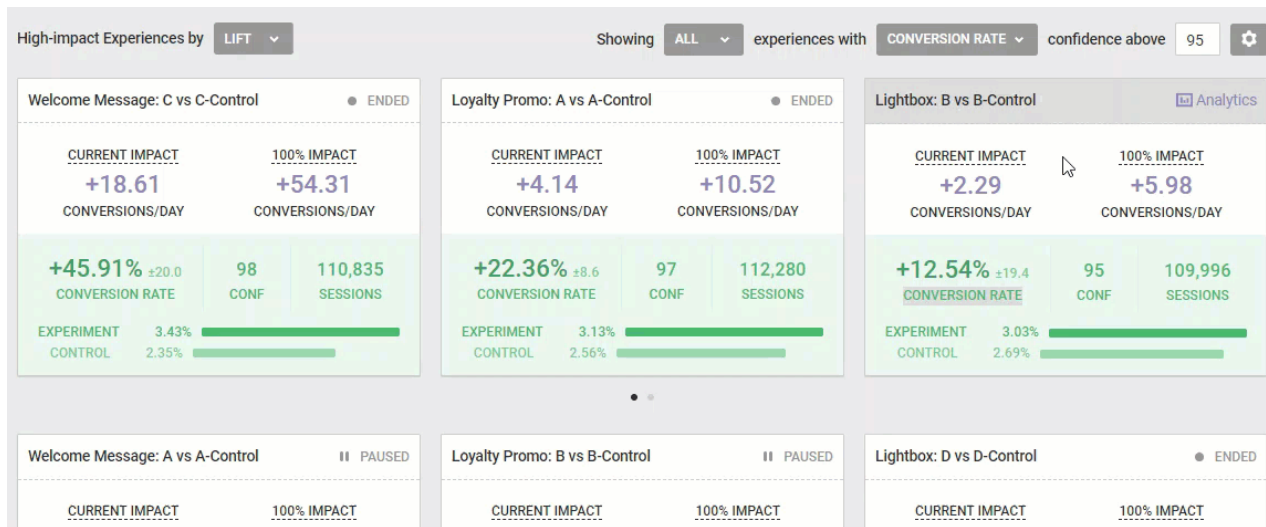 High-impact Experiences by LIFT Showing ALL experiences with CONVERSION RATE confidence above 95
Welcome Message: C vs C-Control ENDED
CURRENT IMPACT 100% IMPACT
+18.61 +54.31
CONVERSIONS/DAY CONVERSIONS/DAY
+45.91% ±20.0 98 110,835
CONVERSION RATE CONF SESSIONS
EXPERIMENT 3.43%
CONTROL 2.35%
Loyalty Promo: A vs A-Control ENDED
CURRENT IMPACT 100% IMPACT
+4.14 +10.52
CONVERSIONS/DAY CONVERSIONS/DAY
+22.36% ±8.6 97 112,280
CONVERSION RATE CONF SESSIONS
EXPERIMENT 3.13%
CONTROL 2.56%
Lightbox: B vs B-Control Analytics
CURRENT IMPACT 100% IMPACT
+2.29 +5.98
CONVERSIONS/DAY CONVERSIONS/DAY
+12.54% ±19.4 95 109,996
CONVERSION RATE CONF SESSIONS
EXPERIMENT 3.03%
CONTROL 2.69%
Welcome Message: A vs A-Control PAUSED
CURRENT IMPACT 100% IMPACT
Loyalty Promo: B vs B-Control PAUSED
CURRENT IMPACT 100% IMPACT
Lightbox: D vs D-Control ENDED
CURRENT IMPACT 100% IMPACT